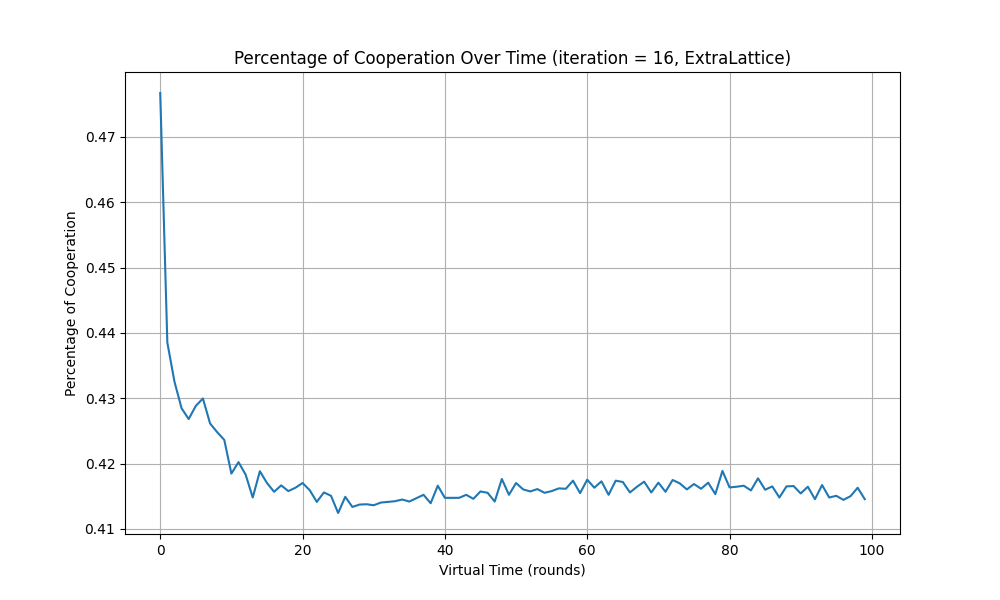 Percentage of Cooperation Over Time (iteration = 16, ExtraLattice)
Percentage of Cooperation
0.47
0.46
0.45
0.44
0.43
0.42
0.41
0 20 40 60 80 100
Virtual Time (rounds)